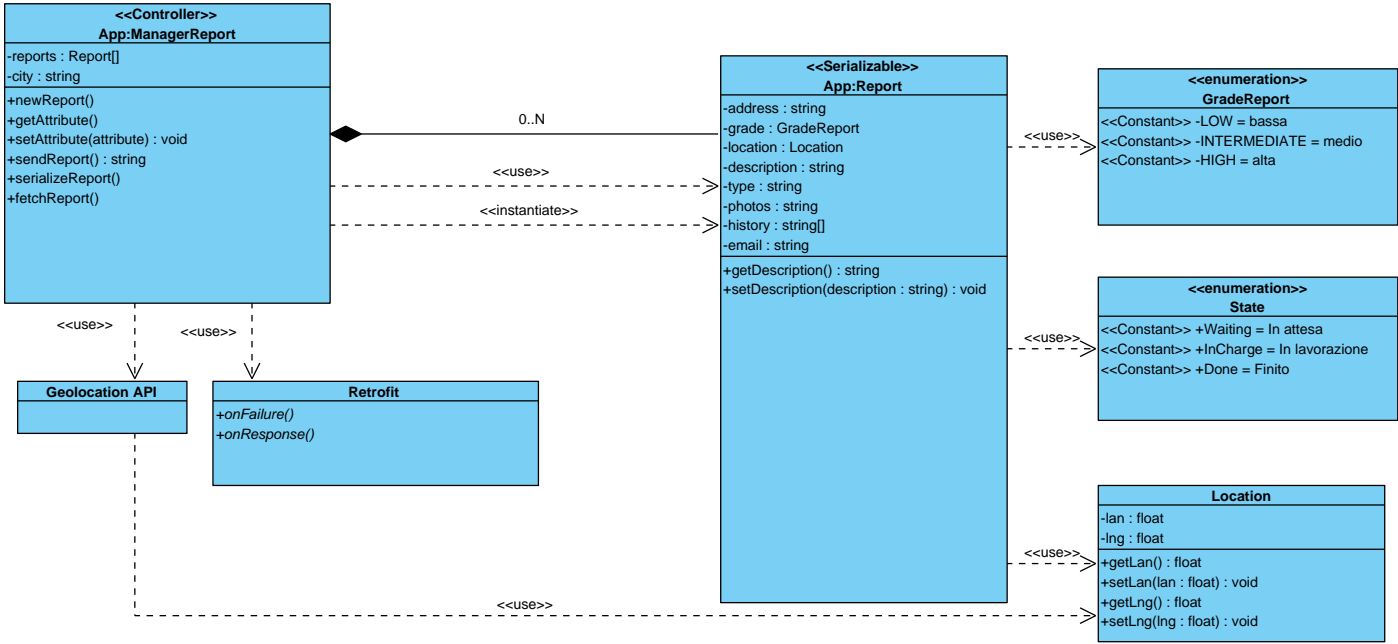 <<Controller>>
App:ManagerReport
-reports : Report[]
-city : string
+newReport()
+getAttribute()
+setAttribute(attribute) : void
+sendReport() : string
+serializeReport()
+fetchReport()
0..N
<<use>>
<<instantiate>>
<<Serializable>>
App:Report
-address : string
-grade : GradeReport
-location : Location
-description : string
-type : string
-photos : string
-history : string[]
-email : string
+getDescription() : string
+setDescription(description : string) : void
<<use>>
<<enumeration>>
GradeReport
<<Constant>> -LOW = bassa
<<Constant>> -INTERMEDIATE = medio
<<Constant>> -HIGH = alta
<<use>>
<<enumeration>>
State
<<Constant>> +Waiting = In attesa
<<Constant>> +InCharge = In lavorazione
<<Constant>> +Done = Finito
<<use>>
<<use>>
Geolocation API
Retrofit
+onFailure()
+onResponse()
<<use>>
<<use>>
Location
-lan : float
-lng : float
+getLan() : float
+setLan(lan : float) : void
+getLng() : float
+setLng(lng : float) : void